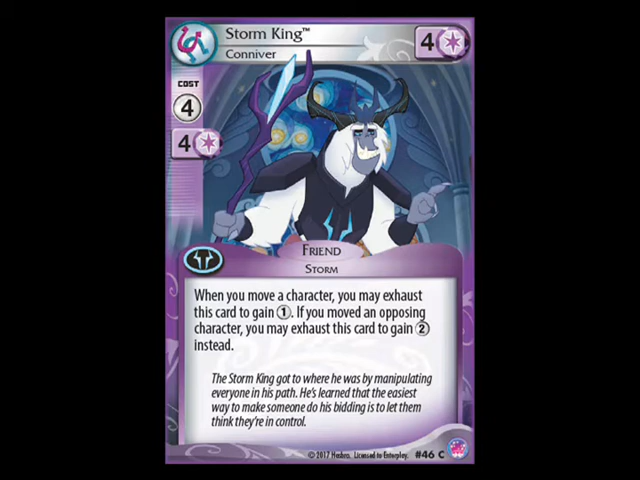 Storm King™
Conniver
4
COST
4
4
FRIEND
STORM
When you move a character, you may exhaust
this card to gain 1. If you moved an opposing
character, you may exhaust this card to gain 2
instead.
The Storm King got to where he was by manipulating
everyone in his path. He's learned that the easiest
way to make someone do his bidding is to let them
think they're in control.
© 2017 Hasbro. Licensed to Enterplay. #46 C